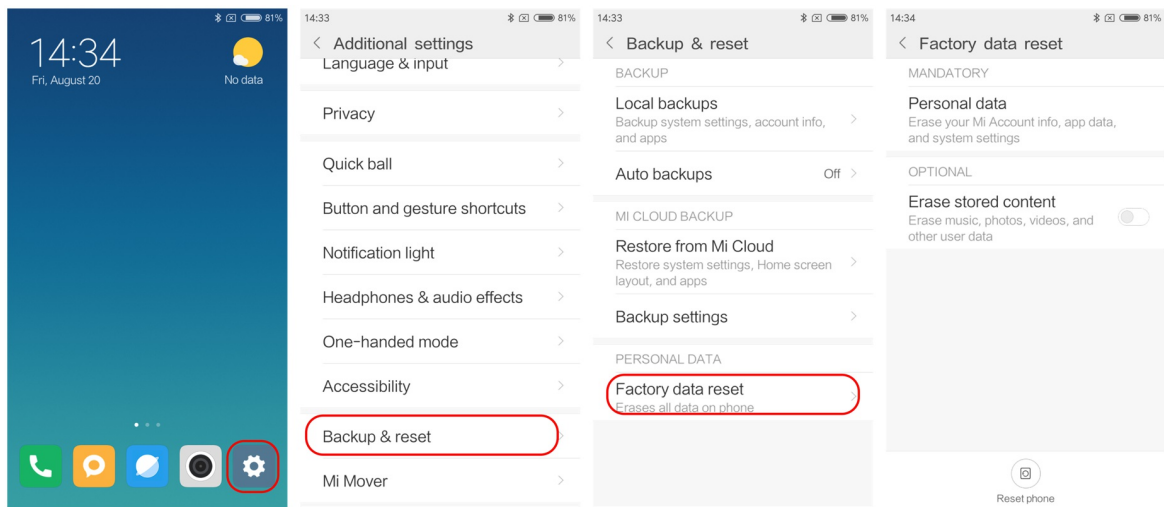 81%
14:34
Fri, August 20
No data
14:33
81%
Additional settings
Language & input
Privacy
Quick ball
Button and gesture shortcuts
Notification light
Headphones & audio effects
One-handed mode
Accessibility
Backup & reset
Mi Mover
14:33
81%
Backup & reset
BACKUP
Local backups
Backup system settings, account info,
and apps
Auto backups Off
MI CLOUD BACKUP
Restore from Mi Cloud
Restore system settings, Home screen
layout, and apps
Backup settings
PERSONAL DATA
Factory data reset
Erases all data on phone
14:34
81%
Factory data reset
MANDATORY
Personal data
Erase your Mi Account info, app data,
and system settings
OPTIONAL
Erase stored content
Erase music, photos, videos, and
other user data
Reset phone